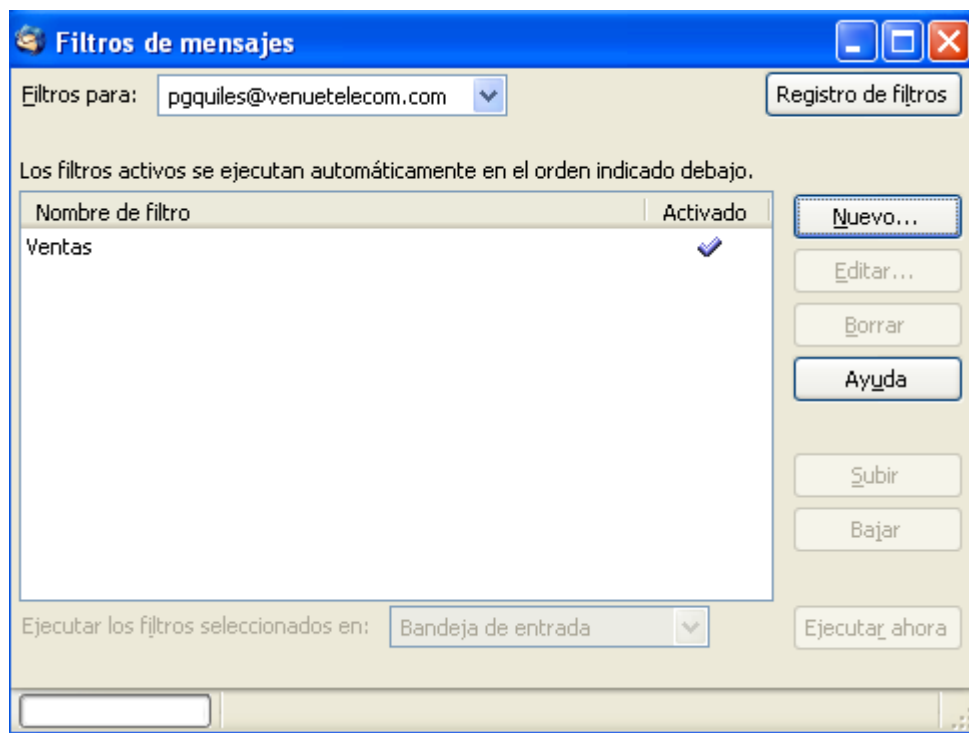 Filtros de mensajes
Filtros para: pgquiles@venuetelecom.com Registro de filtros
Los filtros activos se ejecutan automáticamente en el orden indicado debajo.
Nombre de filtro Activado
Nuevo...
Ventas
Editar...
Borrar
Ayuda
Subir
Bajar
Ejecutar los filtros seleccionados en: Bandeja de entrada Ejecutar ahora